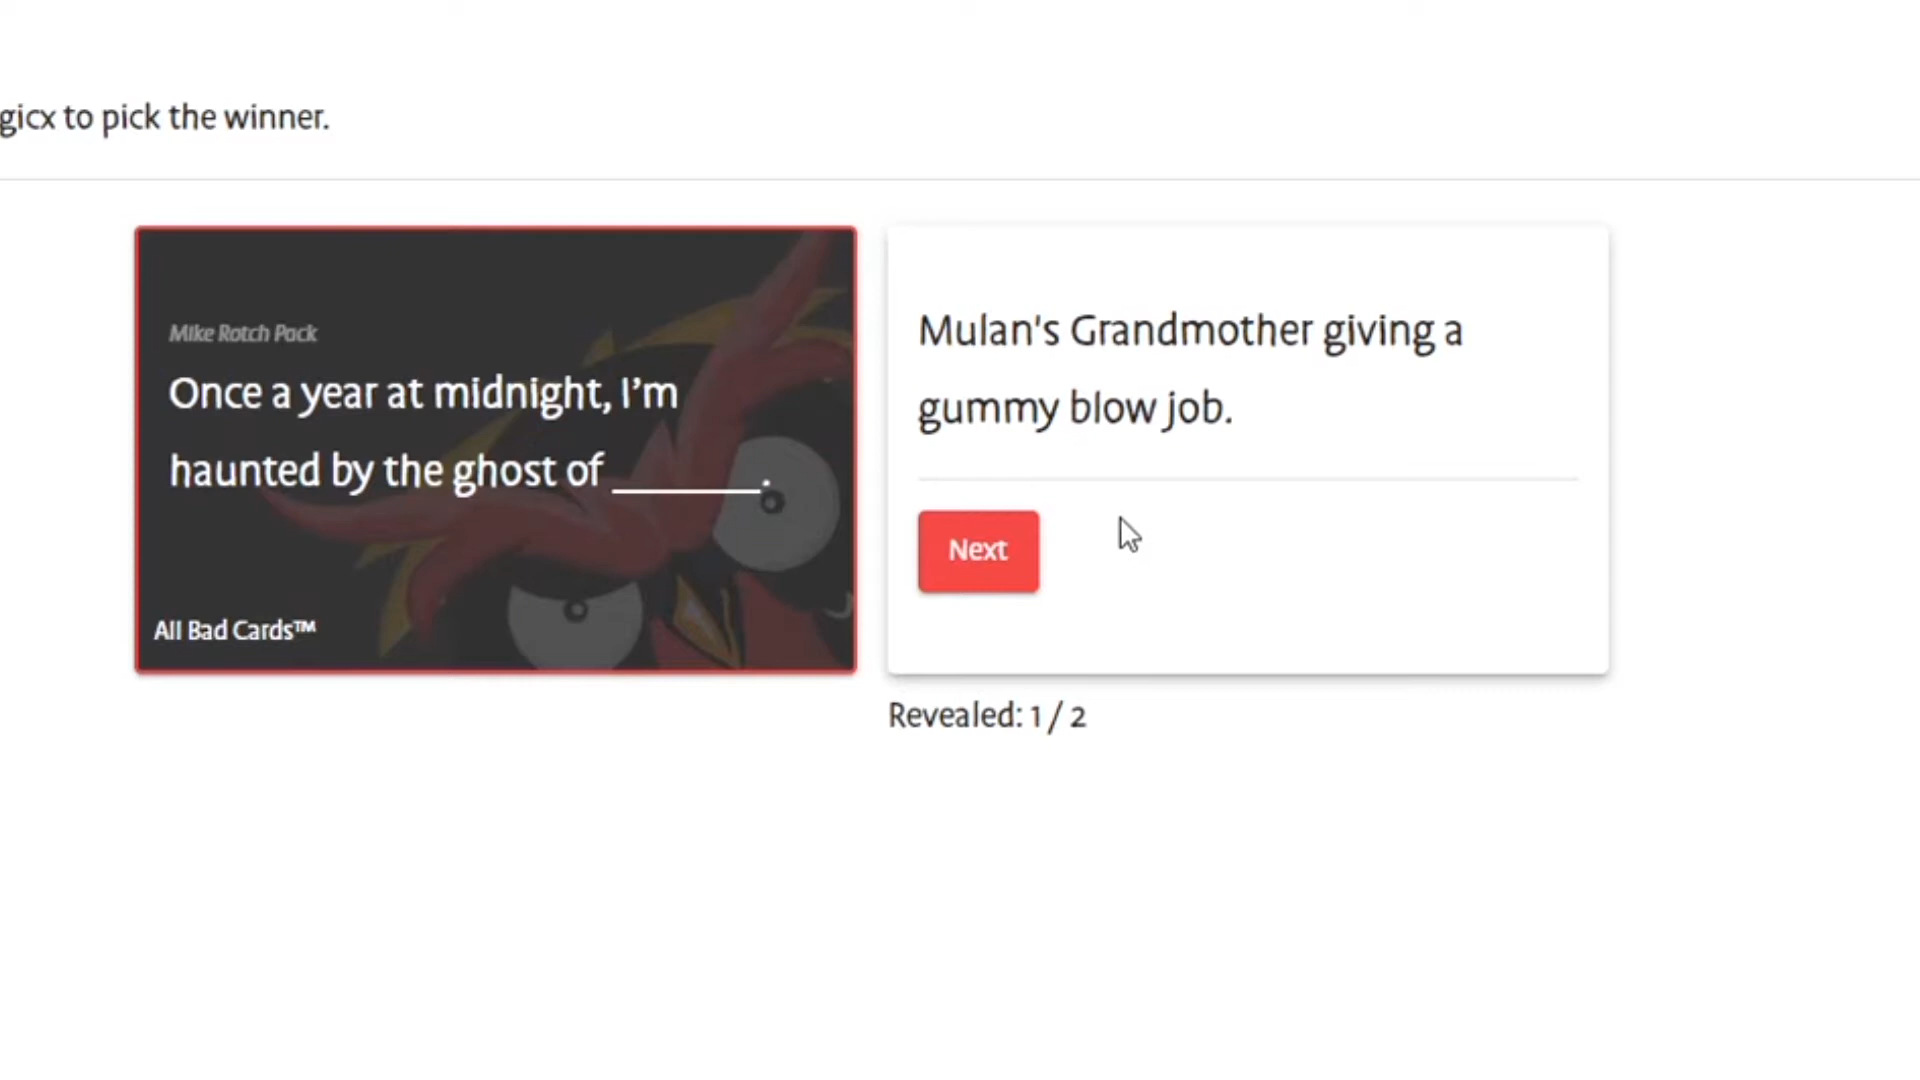 gicx to pick the winner.
Mike Rotch Pack
Once a year at midnight, I’m
haunted by the ghost of ______.
All Bad Cards™
Mulan's Grandmother giving a
gummy blow job.
Next
Revealed: 1 / 2